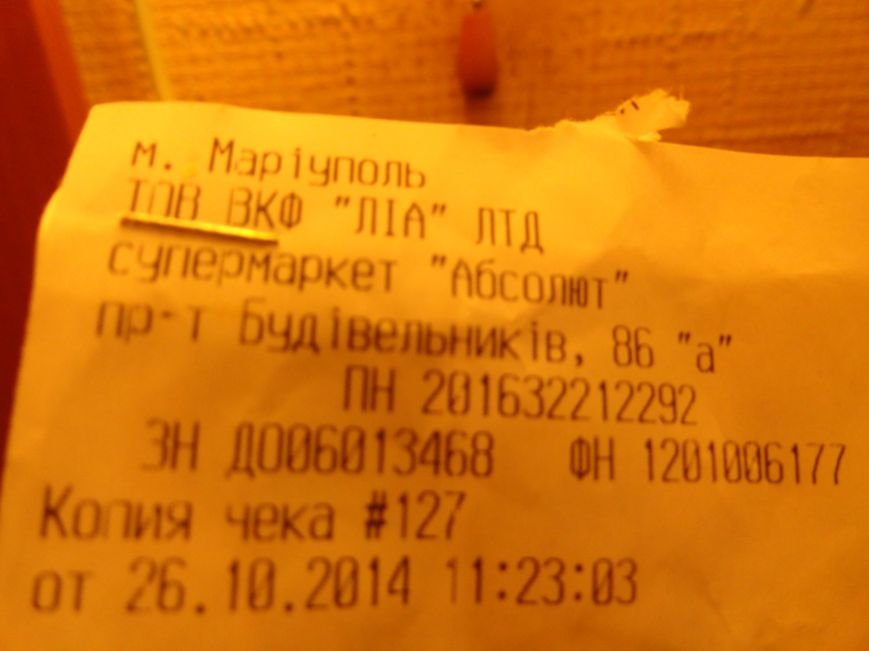 м. Маріуполь
ТОВ ВКФ "ЛІА" ЛТД
супермаркет "Абсолют"
пр-т Будівельників, 86 "а"
ПН 201632212292
ЗН ДО06013468 ФН 1201006177
Копия чека #127
от 26.10.2014 11:23:03